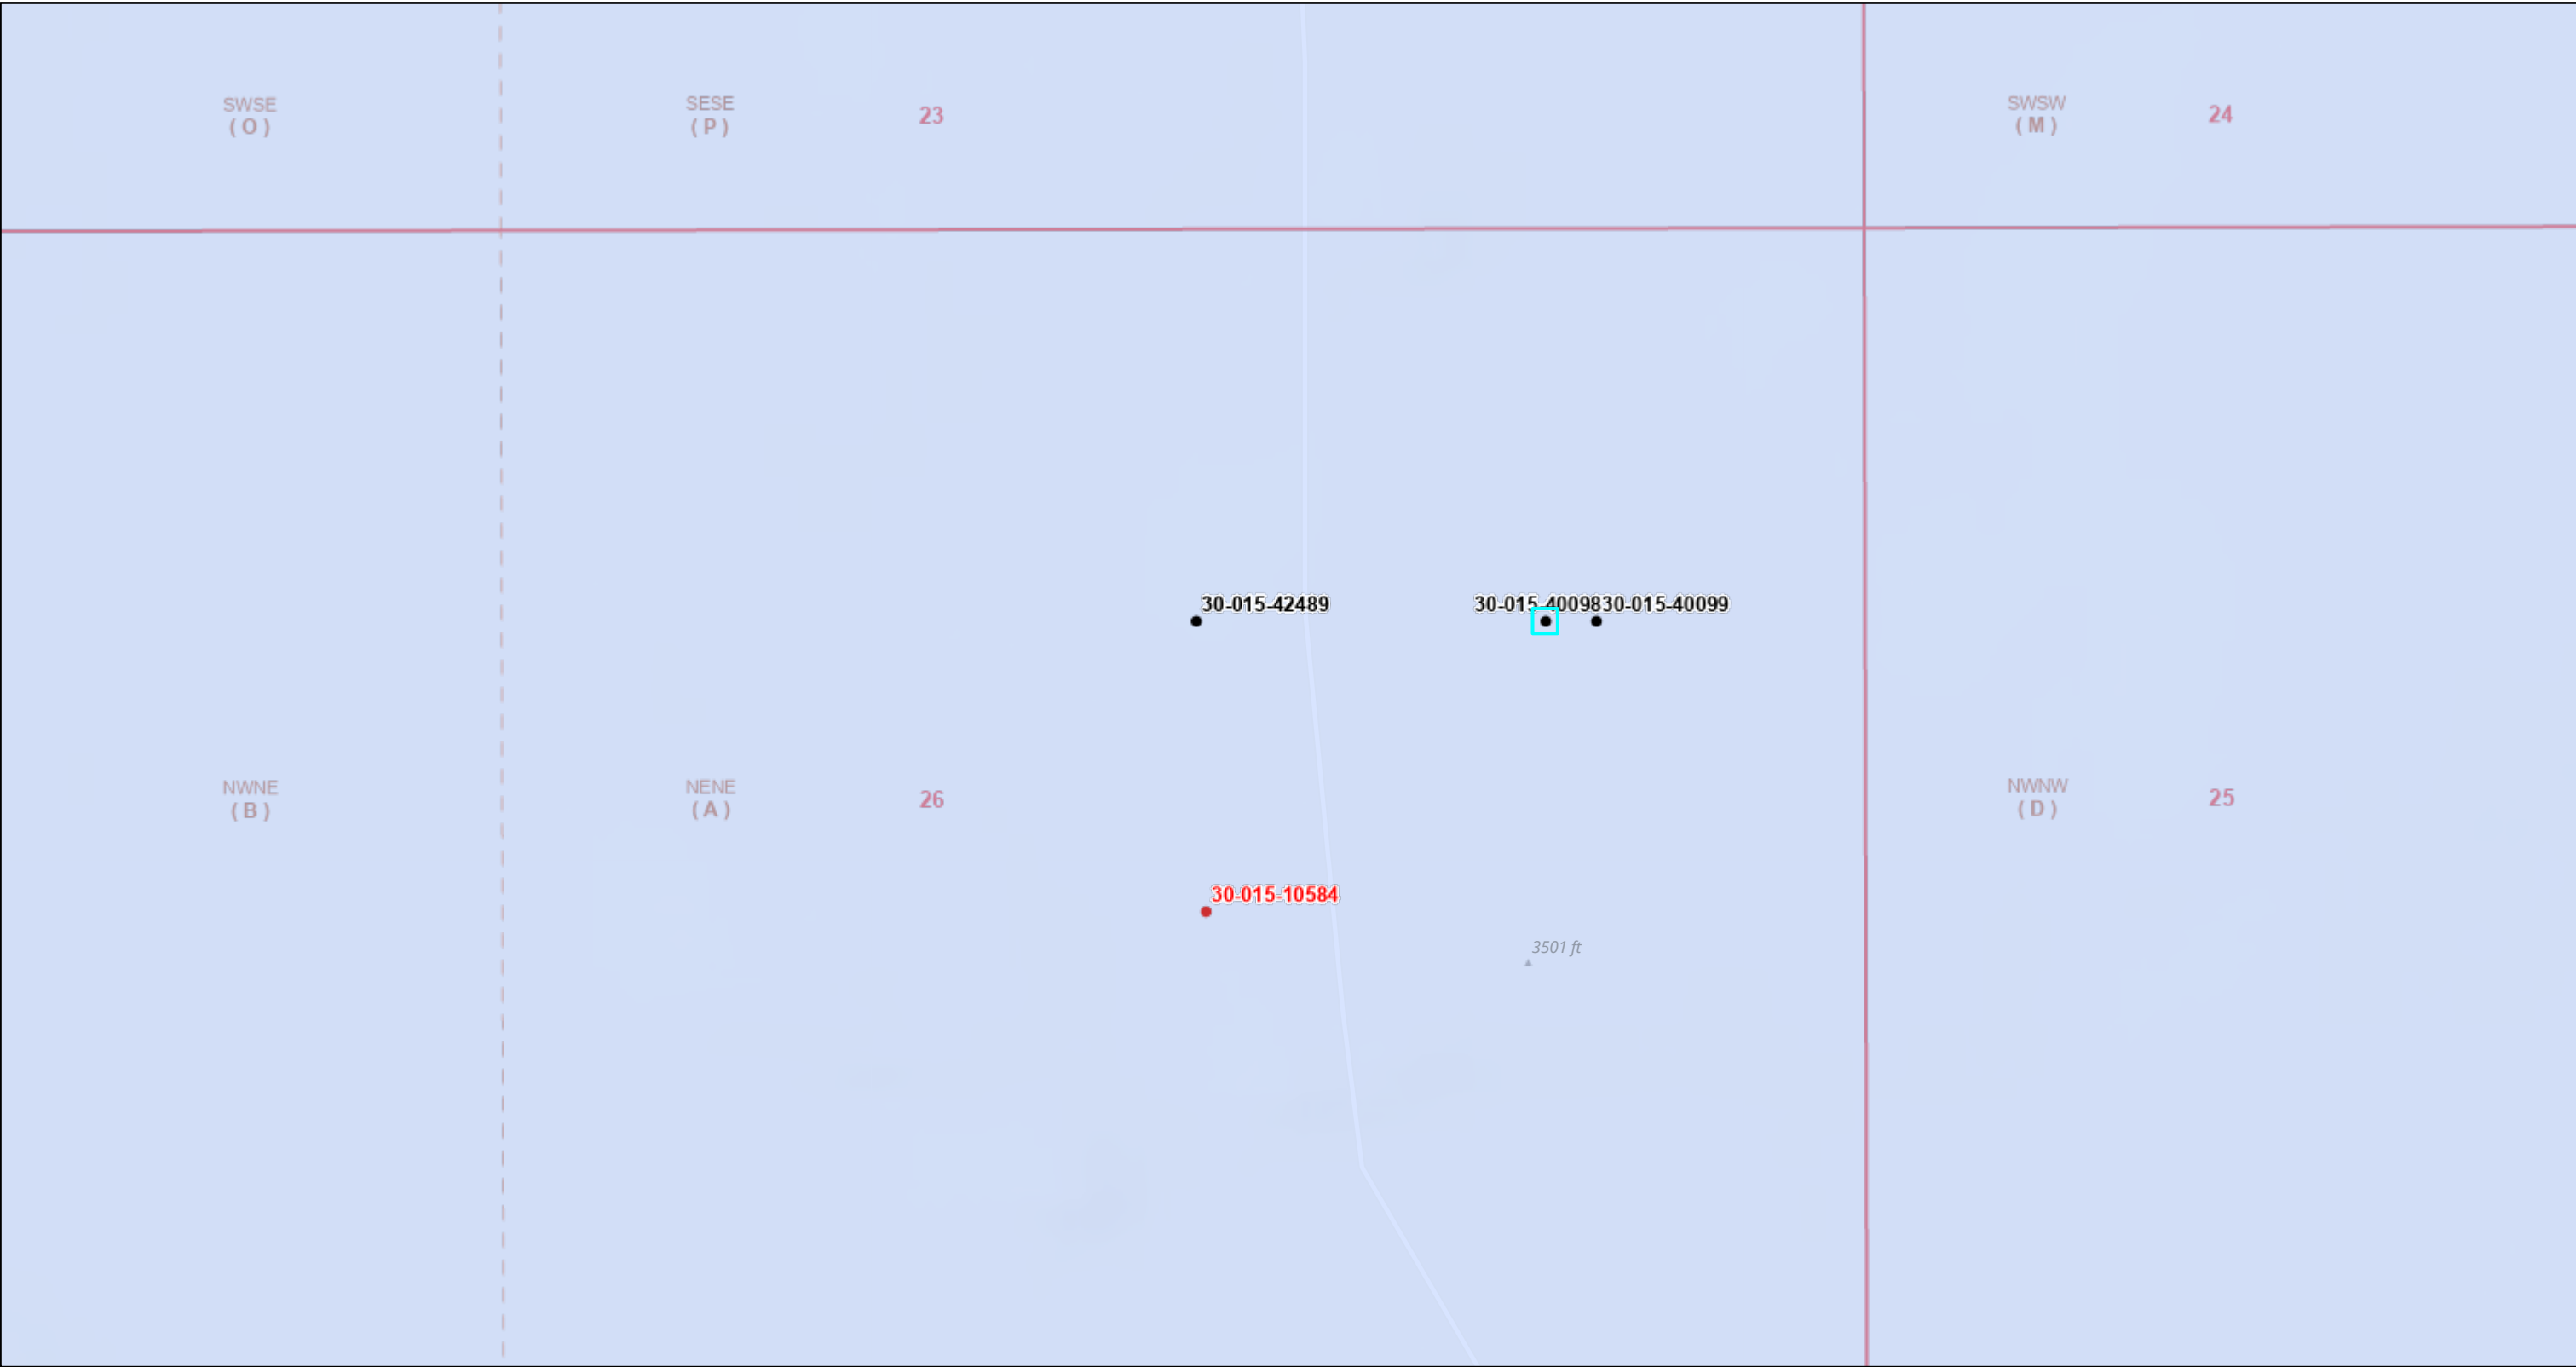 SWSE
( O )
SESE
( P )
23
SWSW
( M )
24
30-015-42489
30-015-40098
30-015-40099
NWNE
( B )
NENE
( A )
26
NWNW
( D )
25
30-015-10584
3501 ft